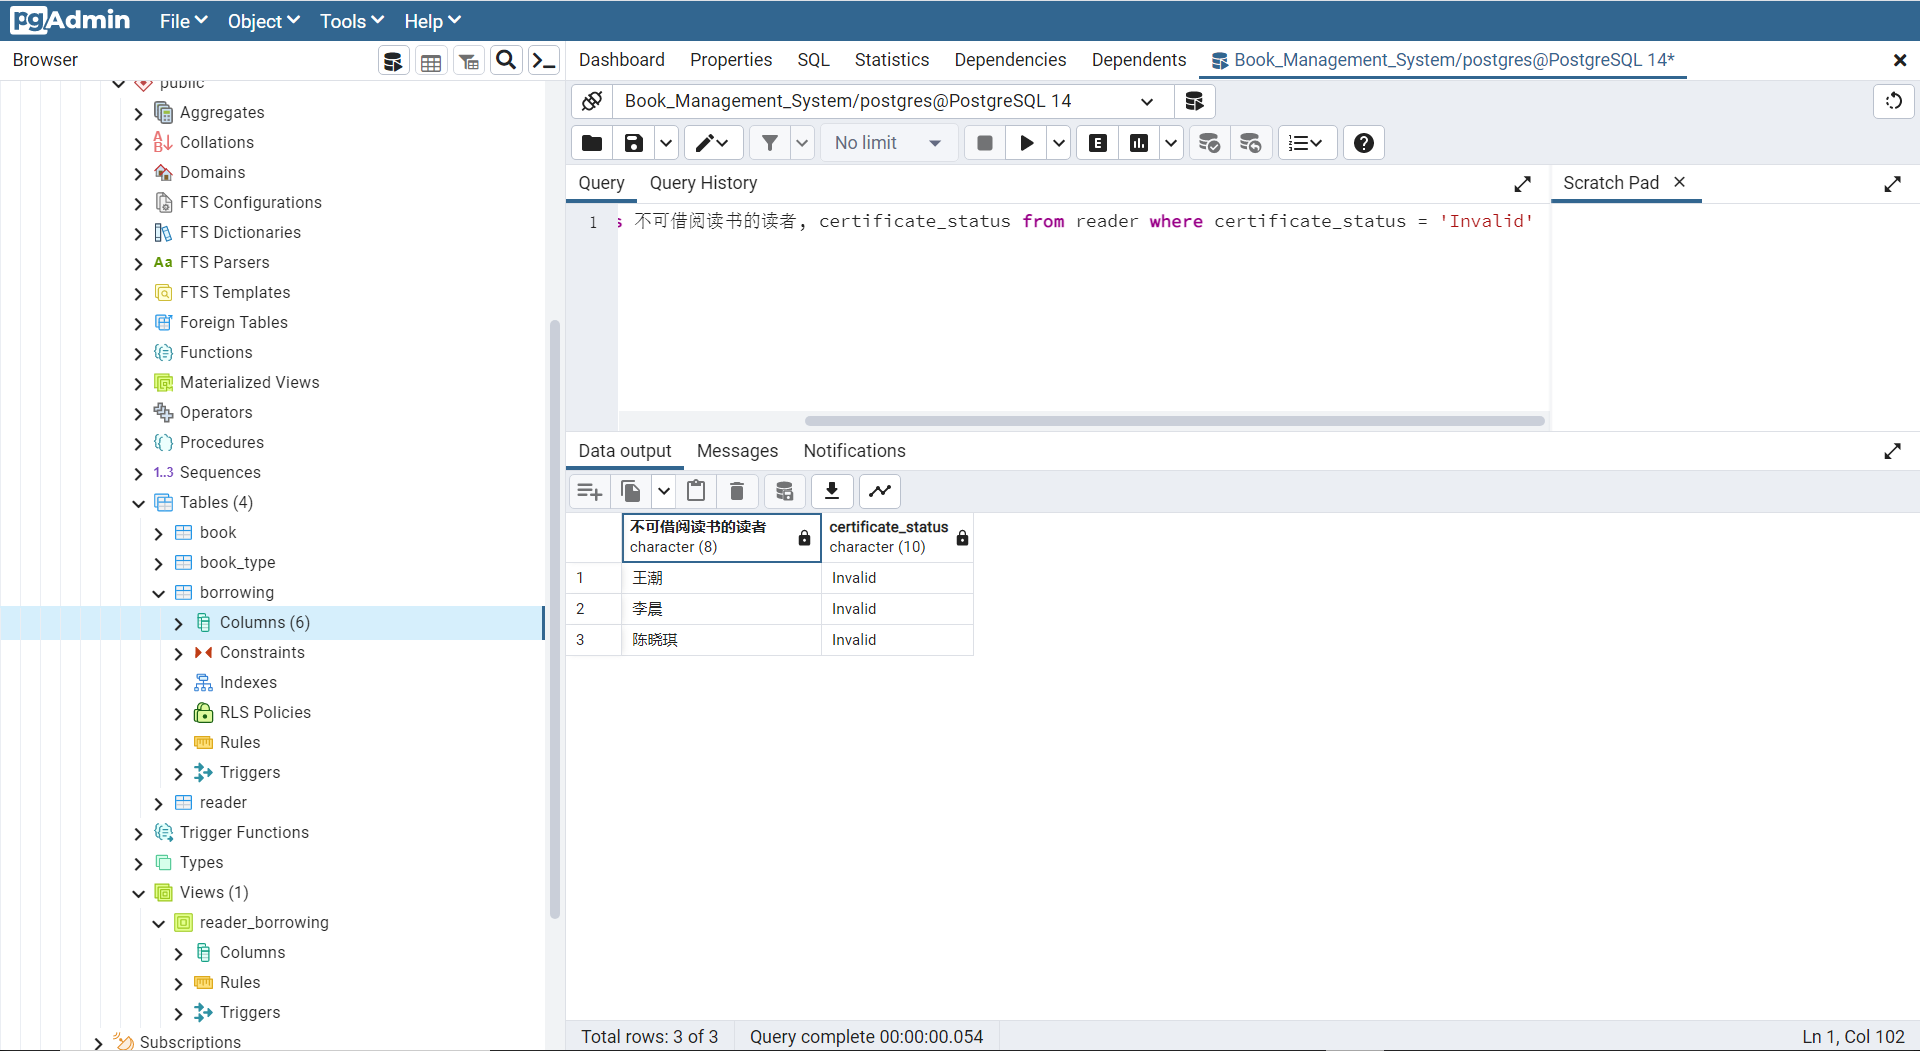 pgAdmin File Object Tools Help
Browser
Dashboard Properties SQL Statistics Dependencies Dependents Book_Management_System/postgres@PostgreSQL 14*
public
Aggregates
Collations
Domains
FTS Configurations
FTS Dictionaries
Aa FTS Parsers
FTS Templates
Foreign Tables
Functions
Materialized Views
Operators
Procedures
1..3 Sequences
Tables (4)
book
book_type
borrowing
Columns (6)
Constraints
Indexes
RLS Policies
Rules
Triggers
reader
Trigger Functions
Types
Views (1)
reader_borrowing
Columns
Rules
Triggers
Subscriptions
Book_Management_System/postgres@PostgreSQL 14
No limit E
Query Query History
Scratch Pad
1 s 不可借阅读书的读者, certificate_status from reader where certificate_status = 'Invalid'
Data output Messages Notifications
不可借阅读书的读者 certificate_status
character (8) character (10)
1 王潮 Invalid
2 李晨 Invalid
3 陈晓琪 Invalid
Total rows: 3 of 3 Query complete 00:00:00.054 Ln 1, Col 102